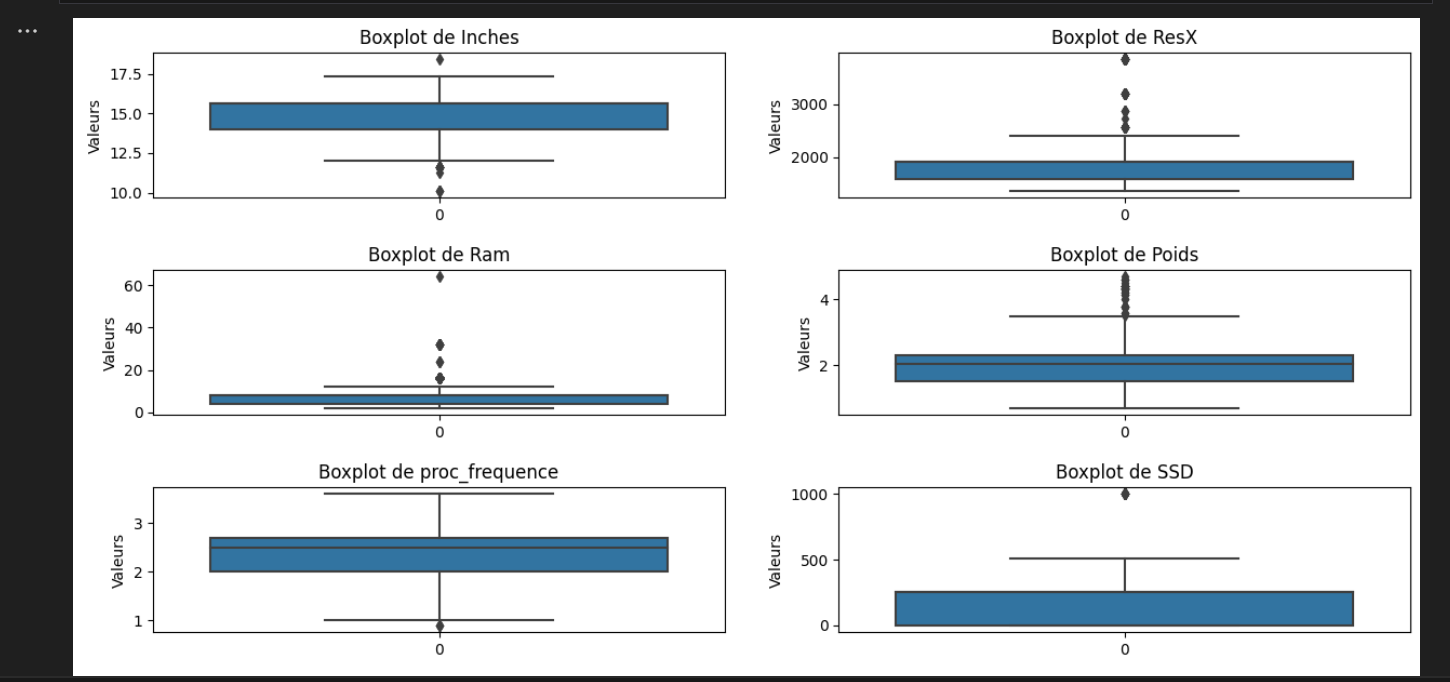 ...
Boxplot de Inches
Valeurs
17.5
15.0
12.5
10.0
0
Boxplot de ResX
Valeurs
3000
2000
0
Boxplot de Ram
Valeurs
60
40
20
0
0
Boxplot de Poids
Valeurs
4
2
0
Boxplot de proc_frequence
Valeurs
3
2
1
0
Boxplot de SSD
Valeurs
1000
500
0
0